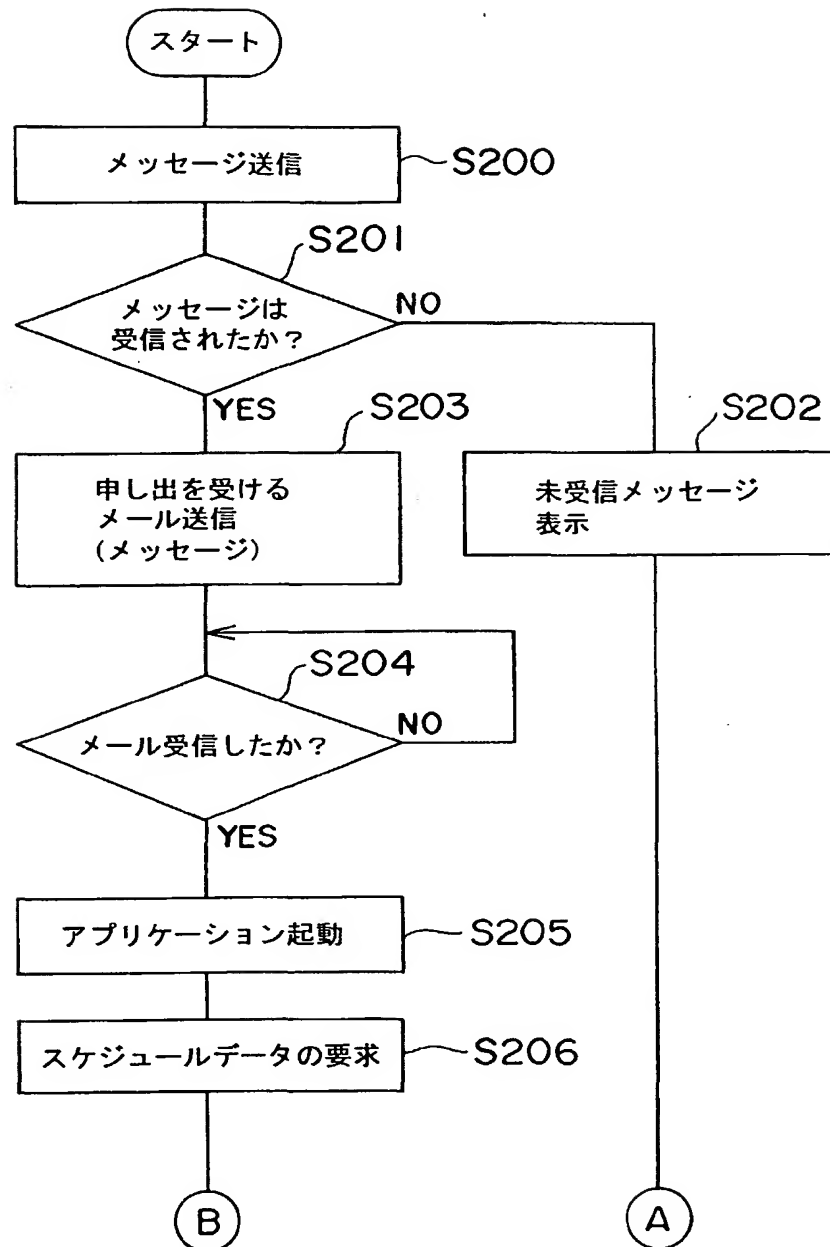 スタート
メッセージ送信
S200
S201
メッセージは
受信されたか?
NO
YES
S203
S202
申し出を受ける
メール送信
(メッセージ)
未受信メッセージ
表示
S204
メール受信したか?
NO
YES
アプリケーション起動
S205
スケジュールデータの要求
S206
B
A